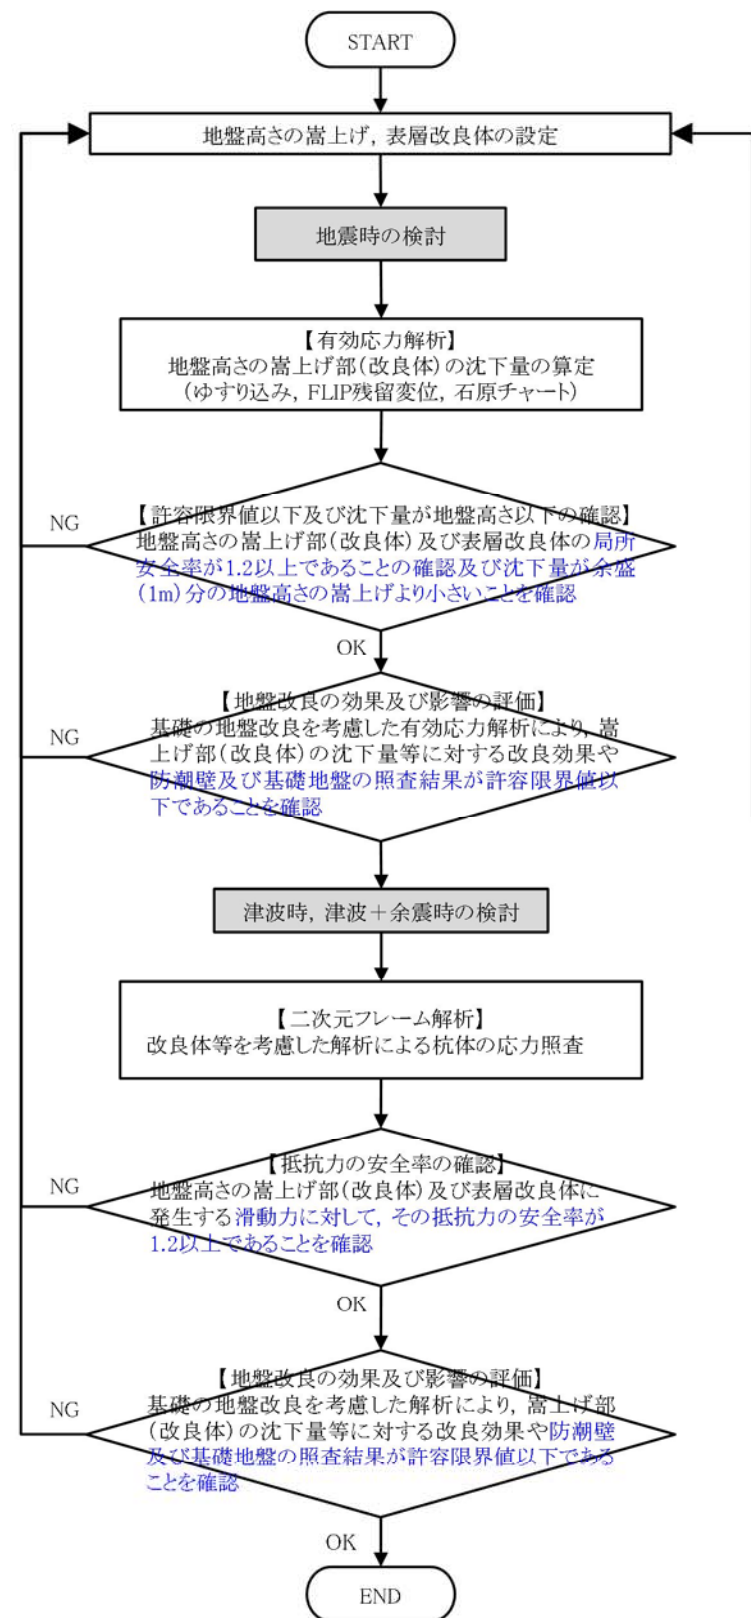 START
地盤高さの嵩上げ, 表層改良体の設定
地震時の検討
【有効応力解析】
地盤高さの嵩上げ部(改良体)の沈下量の算定
(ゆすり込み, FLIP残留変位, 石原チャート)
NG
【許容限界値以下及び沈下量が地盤高さ以下の確認】
地盤高さの嵩上げ部(改良体)及び表層改良体の局所
安全率が1.2以上であることの確認及び沈下量が余盛
(1m)分の地盤高さの嵩上げより小さいことを確認
OK
NG
【地盤改良の効果及び影響の評価】
基礎の地盤改良を考慮した有効応力解析により, 嵩
上げ部(改良体)の沈下量等に対する改良効果や
防潮壁及び基礎地盤の照査結果が許容限界値以
下であることを確認
津波時, 津波＋余震時の検討
【二次元フレーム解析】
改良体等を考慮した解析による杭体の応力照査
NG
【抵抗力の安全率の確認】
地盤高さの嵩上げ部(改良体)及び表層改良体に
発生する滑動力に対して, その抵抗力の安全率が
1.2以上であることを確認
OK
NG
【地盤改良の効果及び影響の評価】
基礎の地盤改良を考慮した解析により, 嵩上げ部
(改良体)の沈下量等に対する改良効果や防潮壁
及び基礎地盤の照査結果が許容限界値以下である
ことを確認
OK
END